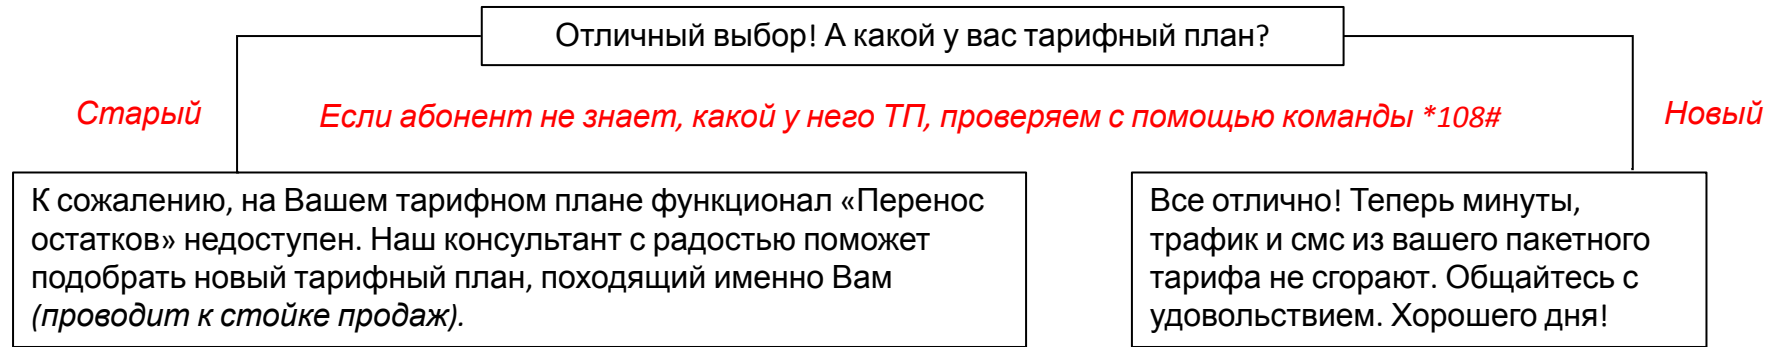 Отличный выбор! А какой у вас тарифный план?
Старый
Если абонент не знает, какой у него ТП, проверяем с помощью команды *108#
Новый
К сожалению, на Вашем тарифном плане функционал «Перенос
остатков» недоступен. Наш консультант с радостью поможет
подобрать новый тарифный план, походящий именно Вам
(проводит к стойке продаж).
Все отлично! Теперь минуты,
трафик и смс из вашего пакетного
тарифа не сгорают. Общайтесь с
удовольствием. Хорошего дня!